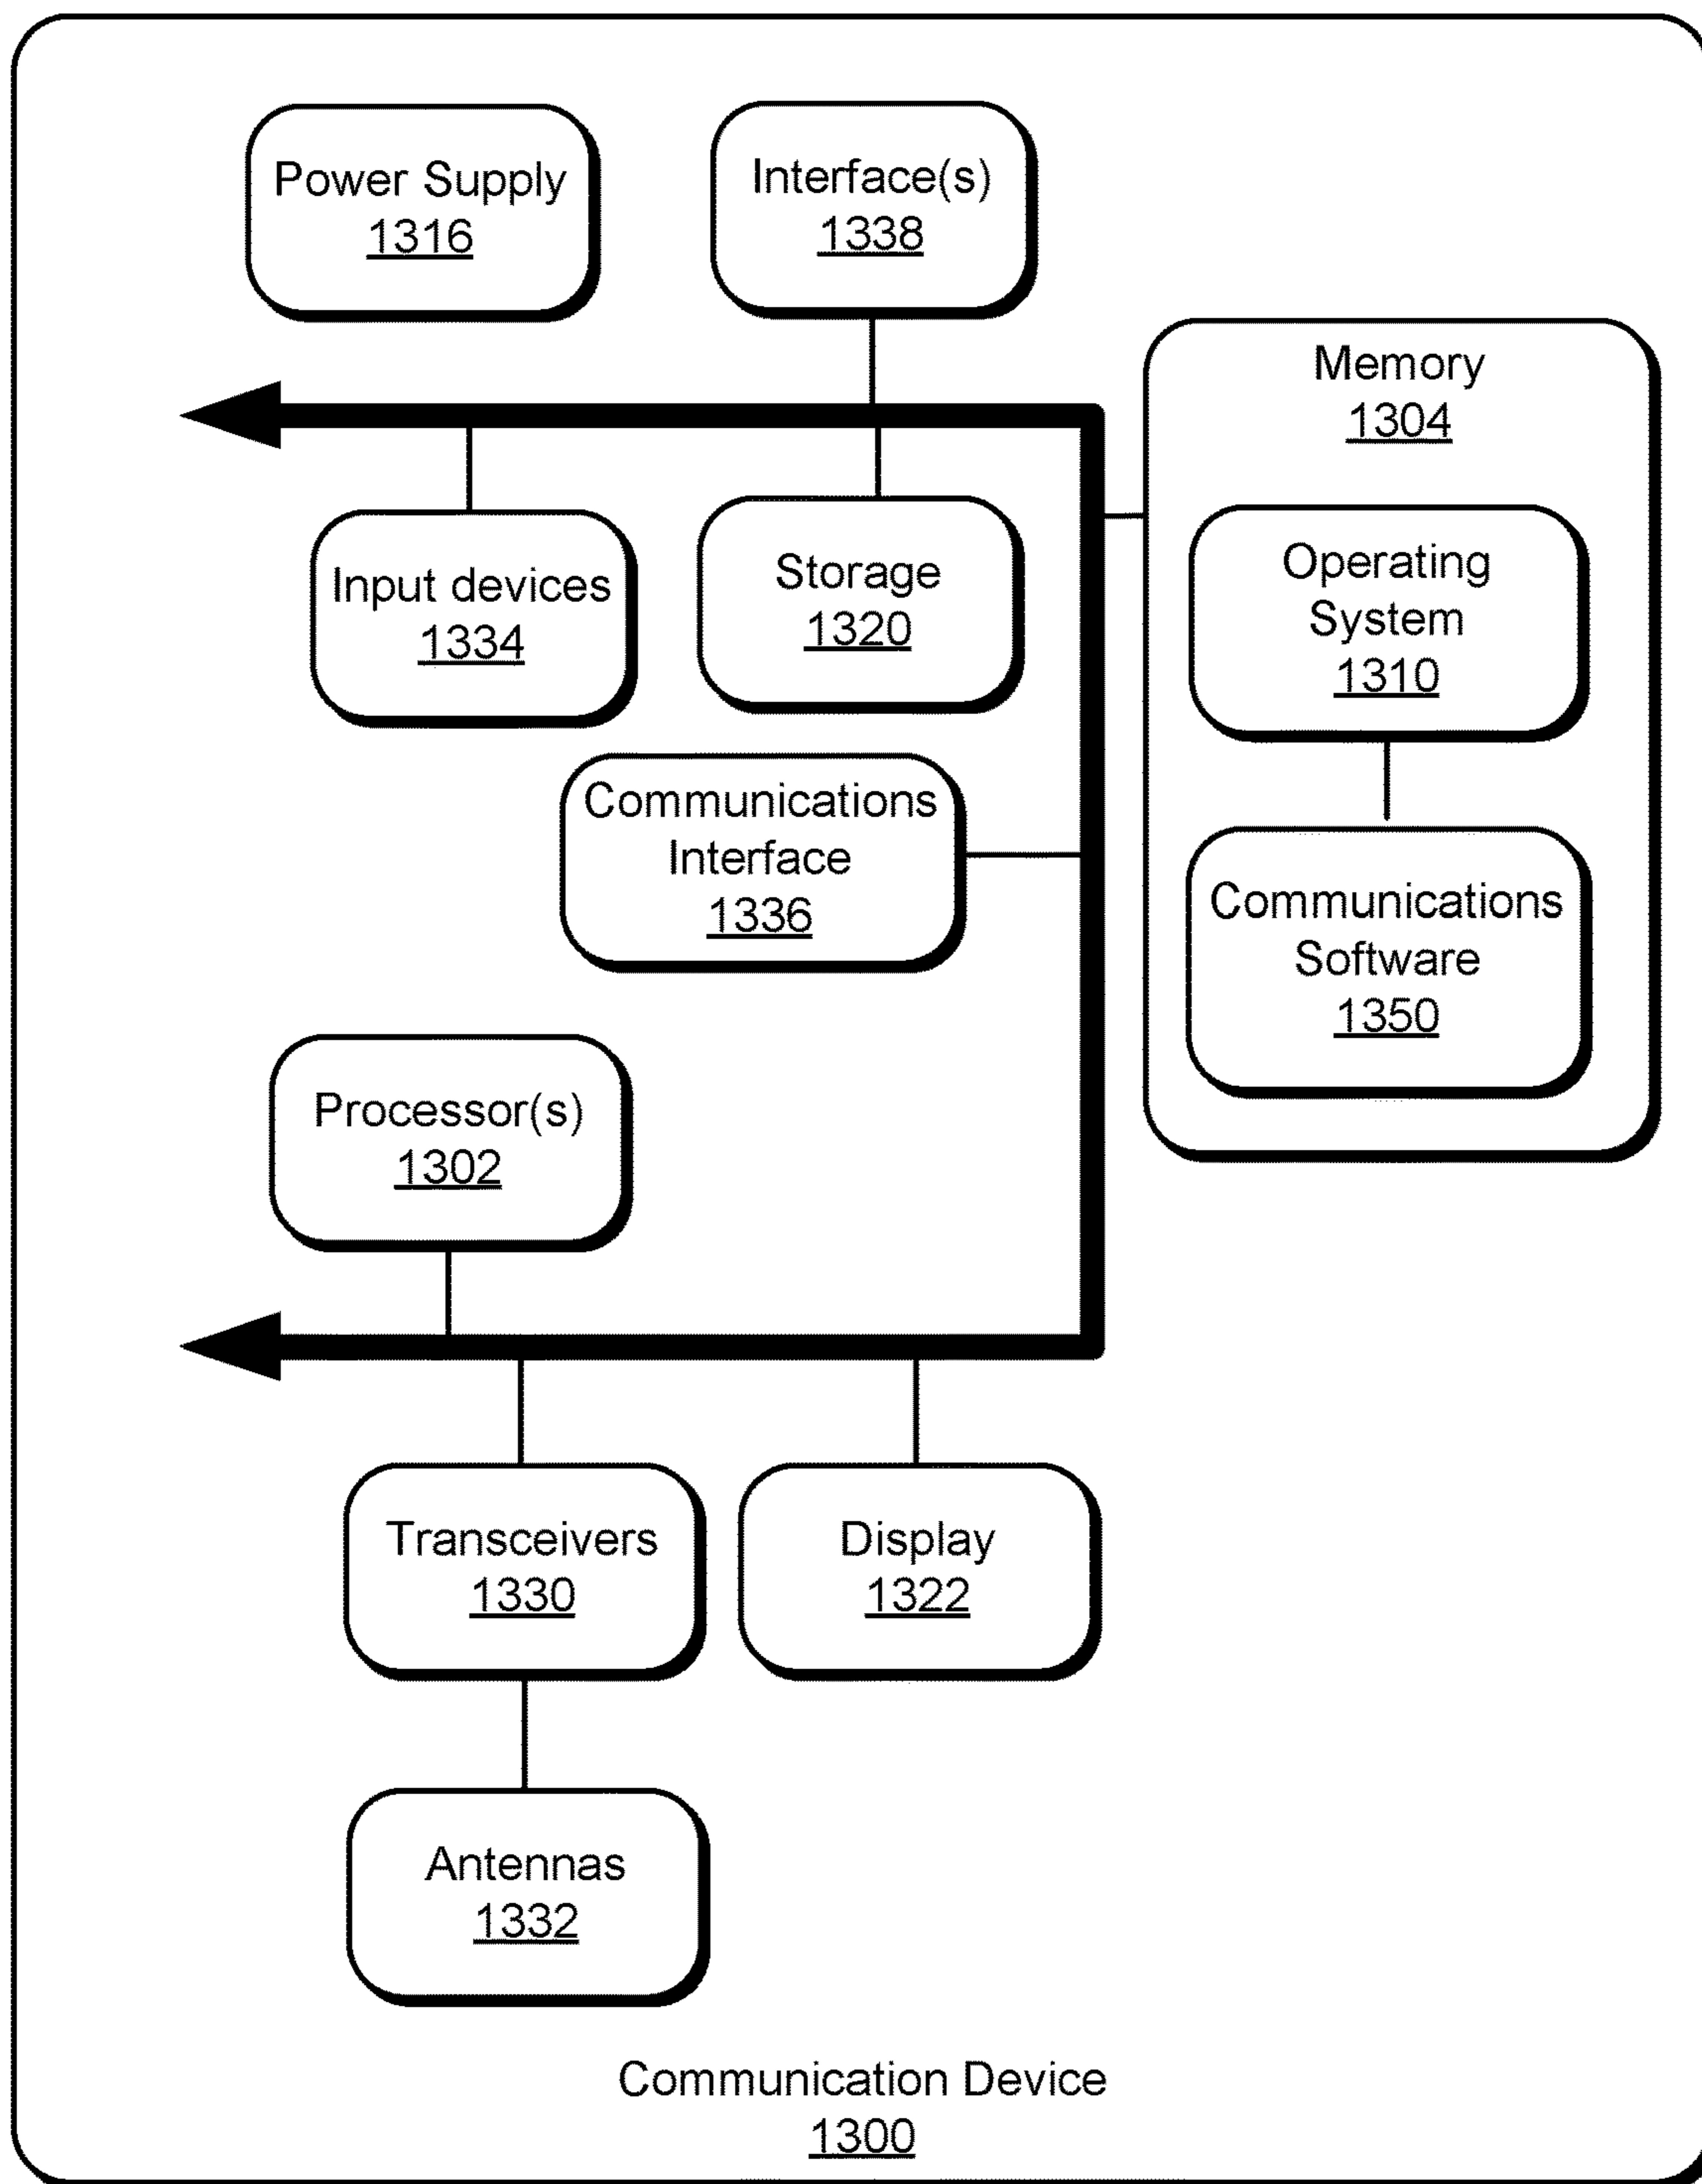 Power Supply
1316
Interface(s)
1338
Memory
1304
Input devices
1334
Storage
1320
Operating
System
1310
Communications
Interface
1336
Communications
Software
1350
Processor(s)
1302
Transceivers
1330
Display
1322
Antennas
1332
Communication Device
1300